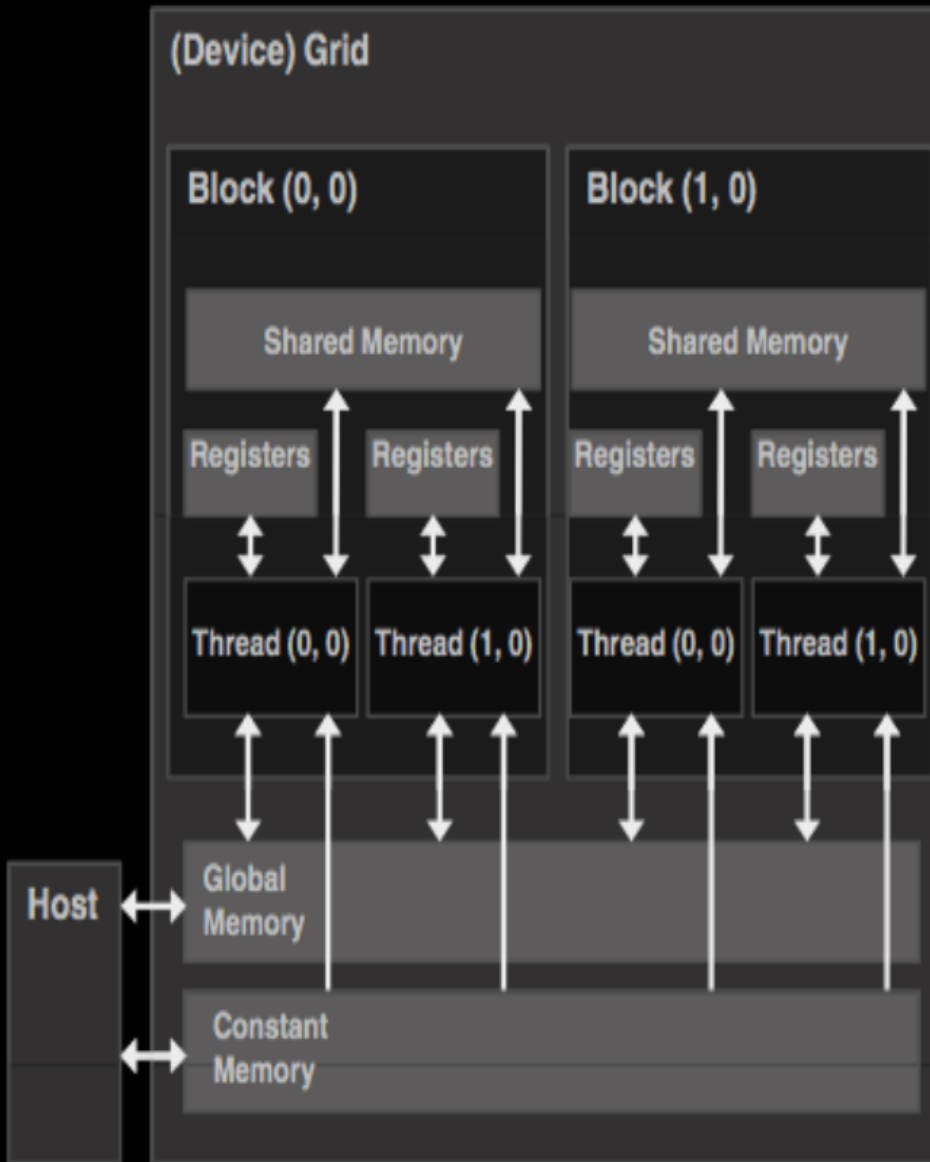 (Device) Grid
Block (0, 0)
Block (1, 0)
Shared Memory
Shared Memory
Registers
Registers
Registers
Registers
Thread (0, 0)
Thread (1, 0)
Thread (0, 0)
Thread (1, 0)
Host
Global
Memory
Constant
Memory